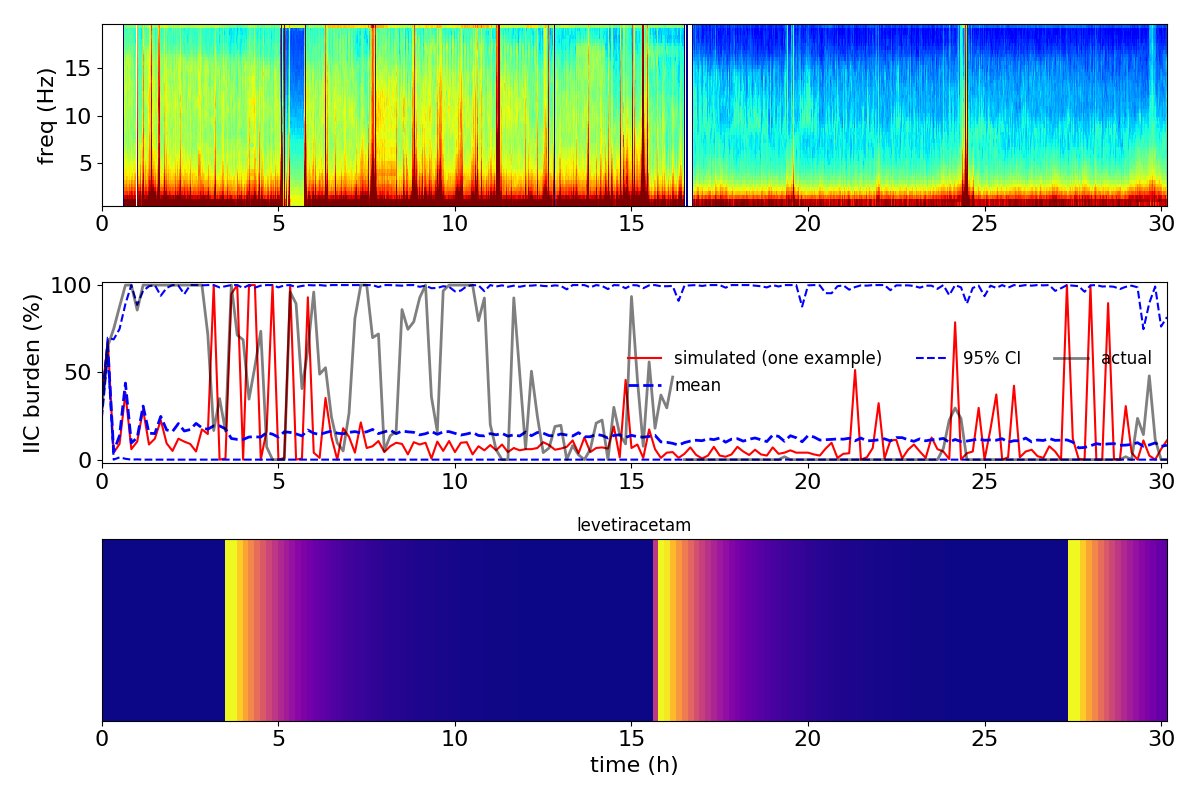 freq (Hz)
15
10
5
0 5 10 15 20 25 30
IIC burden (%)
100
50
0
simulated (one example) 95% CI actual
mean
0 5 10 15 20 25 30
levetiracetam
0 5 10 15 20 25 30
time (h)